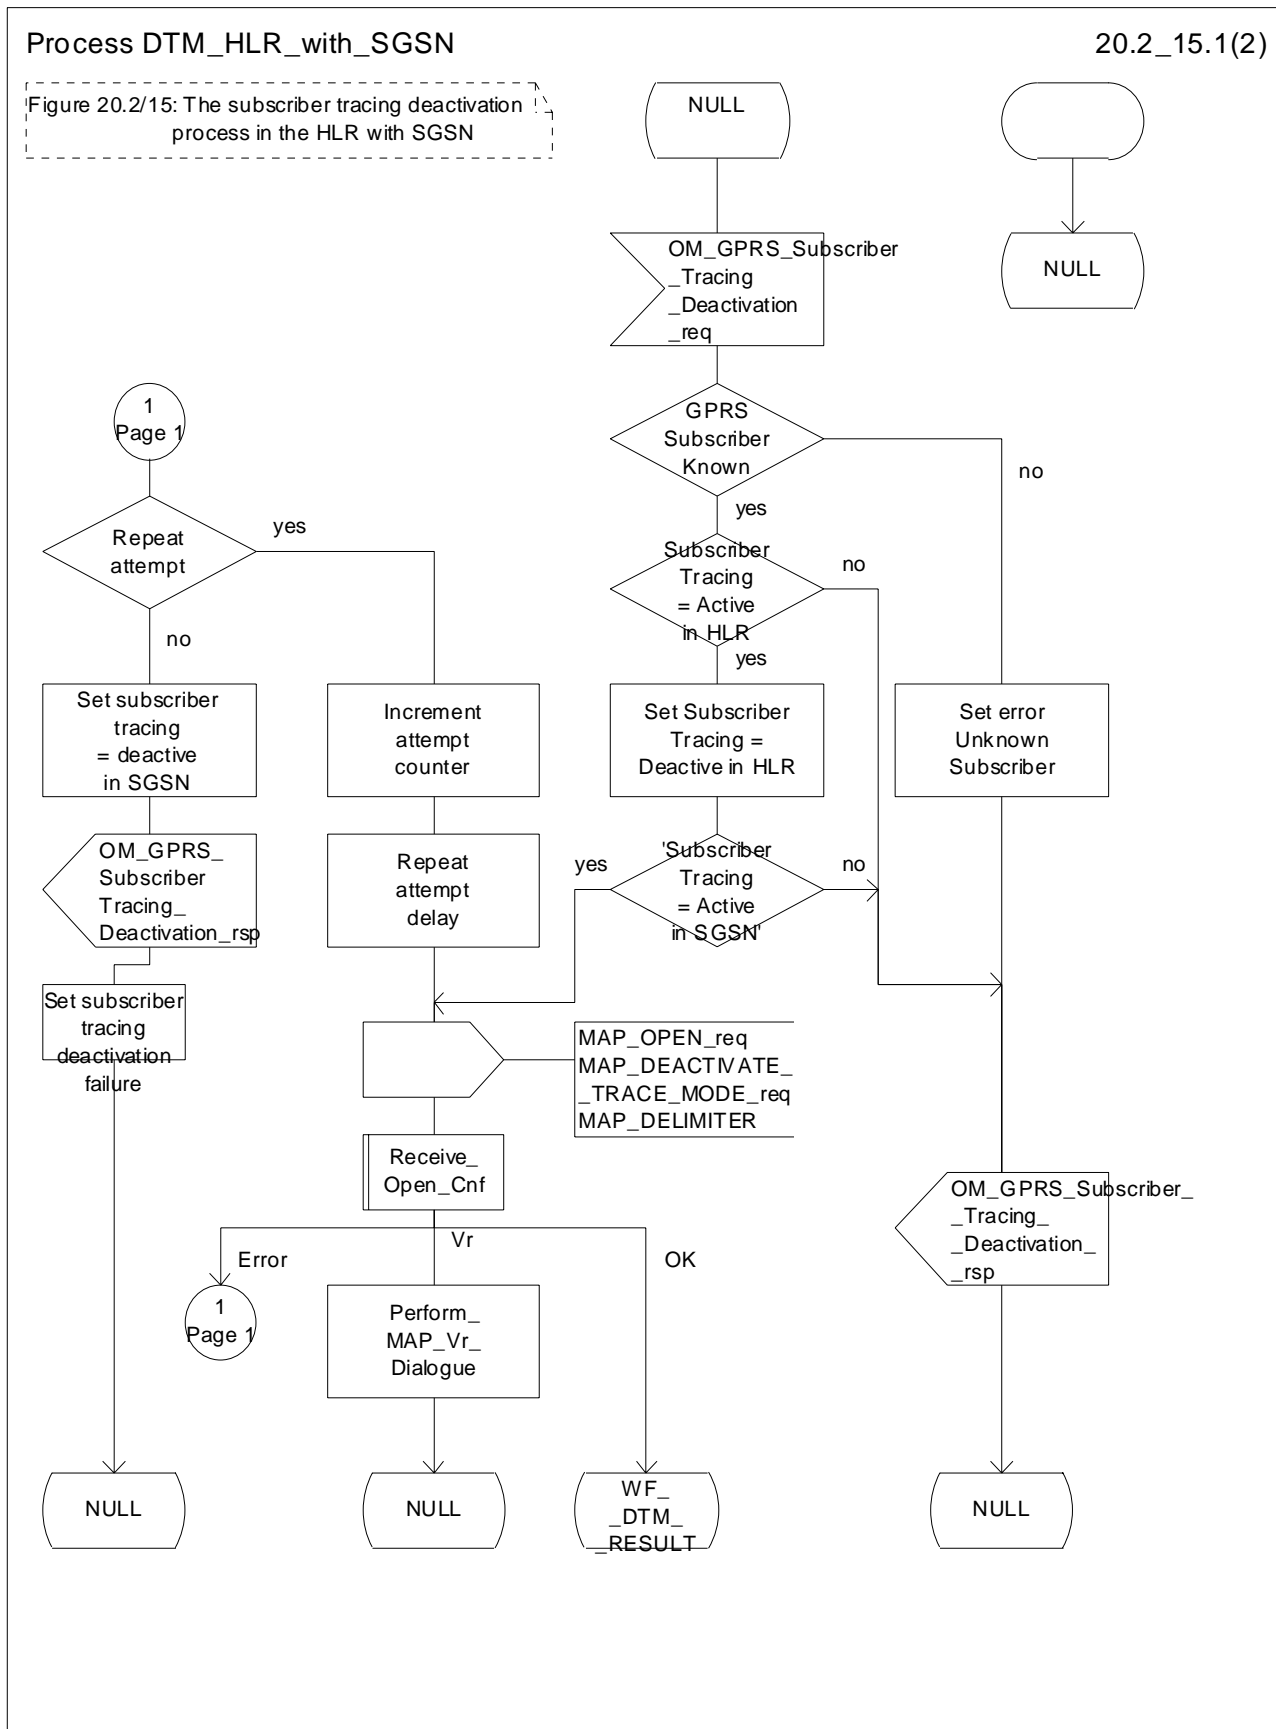 Process DTM_HLR_with_SGSN
20.2_15.1(2)
Figure 20.2/15: The subscriber tracing deactivation
process in the HLR with SGSN
NULL
NULL
OM_GPRS_Subscriber
_Tracing
_Deactivation
_req
GPRS
Subscriber
Known
no
yes
1
Page 1
Repeat
attempt
yes
no
Subscriber
Tracing
= Active
in HLR
no
yes
Set subscriber
tracing
= deactive
in SGSN
Increment
attempt
counter
Set Subscriber
Tracing =
Deactive in HLR
Set error
Unknown
Subscriber
OM_GPRS_
Subscriber
Tracing_
Deactivation_rsp
Repeat
attempt
delay
yes
'Subscriber
Tracing
= Active
in SGSN'
no
Set subscriber
tracing
deactivation
failure
MAP_OPEN_req
MAP_DEACTIVATE_
_TRACE_MODE_req
MAP_DELIMITER
Receive_
Open_Cnf
Error
Vr
OK
OM_GPRS_Subscriber_
_Tracing_
_Deactivation_
_rsp
1
Page 1
Perform_
MAP_Vr_
Dialogue
NULL
NULL
WF_
_DTM_
_RESULT
NULL